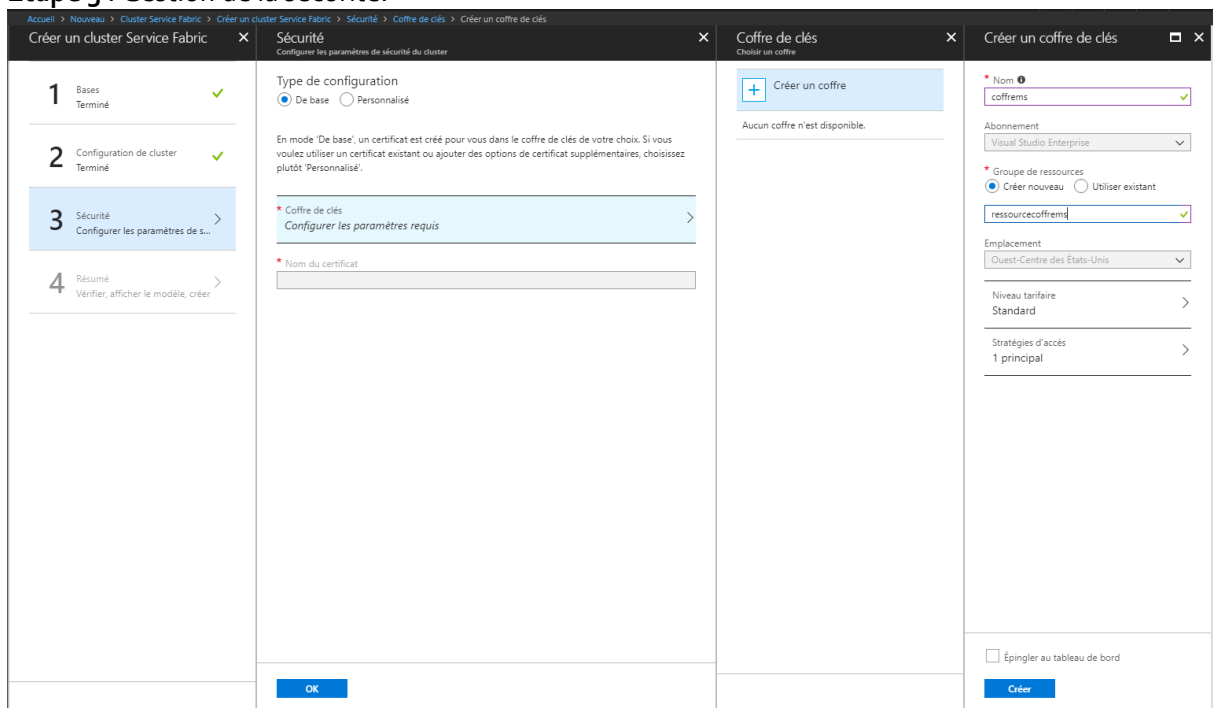 Étape 3 : Gestion de la sécurité.
Accueil > Nouveau > Cluster Service Fabric > Créer un cluster Service Fabric > Sécurité > Coffre de clés > Créer un coffre de clés
Créer un cluster Service Fabric
1
Bases
Terminé
2
Configuration de cluster
Terminé
3
Sécurité
Configurer les paramètres de s...
4
Résumé
Vérifier, afficher le modèle, créer
Sécurité
Configurer les paramètres de sécurité du cluster
Type de configuration
De base Personnalisé
En mode 'De base', un certificat est créé pour vous dans le coffre de clés de votre choix. Si vous
voulez utiliser un certificat existant ou ajouter des options de certificat supplémentaires, choisissez
plutôt 'Personnalisé'.
* Coffre de clés
Configurer les paramètres requis
* Nom du certificat
OK
Coffre de clés
Choisir un coffre
Créer un coffre
Aucun coffre n'est disponible.
Créer un coffre de clés
* Nom
coffrems
Abonnement
Visual Studio Enterprise
* Groupe de ressources
Créer nouveau Utiliser existant
ressourcecoffrems
Emplacement
Ouest-Centre des États-Unis
Niveau tarifaire
Standard
Stratégies d'accès
1 principal
Épingler au tableau de bord
Créer